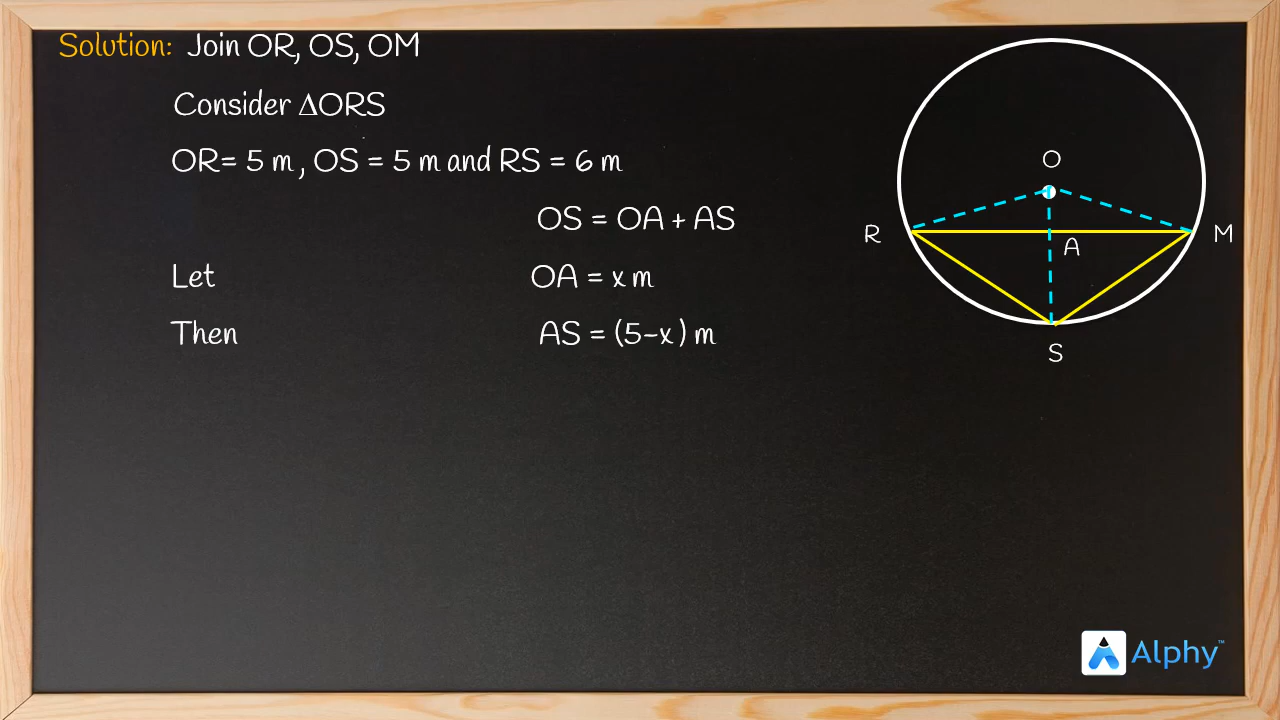 Solution: Join OR, OS, OM
Consider ∆ORS
OR= 5 m , OS = 5 m and RS = 6 m
OS = OA + AS
Let OA = x m
Then AS = (5-x) m
O
R
A
M
S
Alphy™